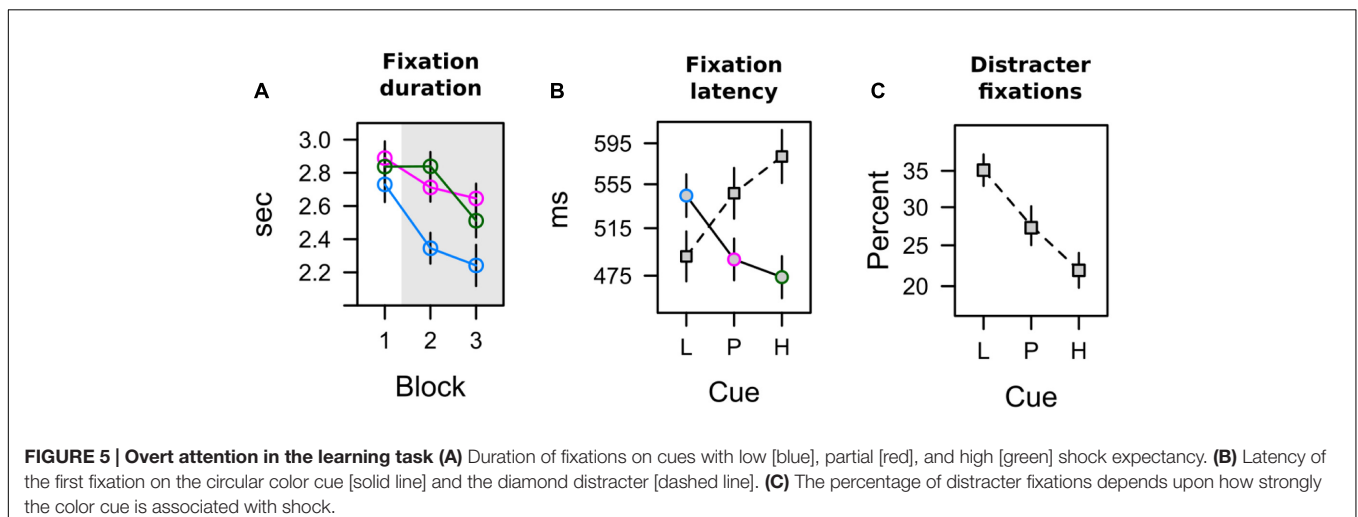 A
Fixation
duration
sec
3.0
2.8
2.6
2.4
2.2
1 2 3
Block
B
Fixation
latency
ms
595
555
515
475
L P H
Cue
C
Distracter
fixations
Percent
35
30
25
20
L P H
Cue
FIGURE 5 | Overt attention in the learning task (A) Duration of fixations on cues with low [blue], partial [red], and high [green] shock expectancy. (B) Latency of
the first fixation on the circular color cue [solid line] and the diamond distracter [dashed line]. (C) The percentage of distracter fixations depends upon how strongly
the color cue is associated with shock.